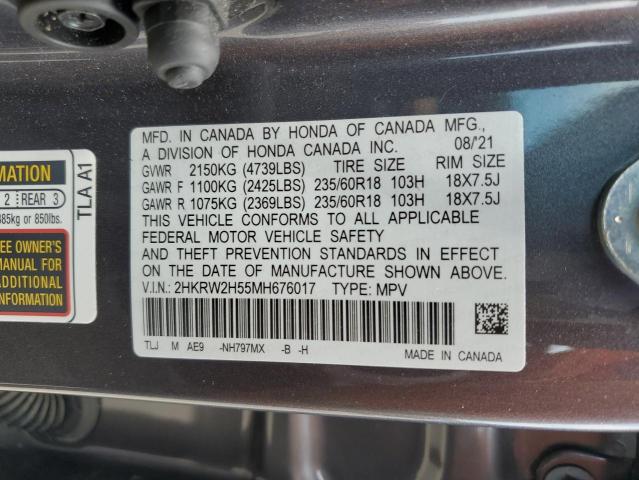 MFD. IN CANADA BY HONDA OF CANADA MFG.,
A DIVISION OF HONDA CANADA INC. 08/'21
GVWR 2150KG (4739LBS) TIRE SIZE RIM SIZE
GAWR F 1100KG (2425LBS) 235/60R18 103H 18X7.5J
GAWR R 1075KG (2369LBS) 235/60R18 103H 18X7.5J
THIS VEHICLE CONFORMS TO ALL APPLICABLE
FEDERAL MOTOR VEHICLE SAFETY
AND THEFT PREVENTION STANDARDS IN EFFECT
ON THE DATE OF MANUFACTURE SHOWN ABOVE.
V.I.N.: 2HKRW2H55MH676017 TYPE: MPV
TLJ M AE9 -NH797MX -B -H
MADE IN CANADA
MATION
2 REAR 3
385kg or 850lbs.
EE OWNER'S
MANUAL FOR
ADDITIONAL
INFORMATION
TLA A1